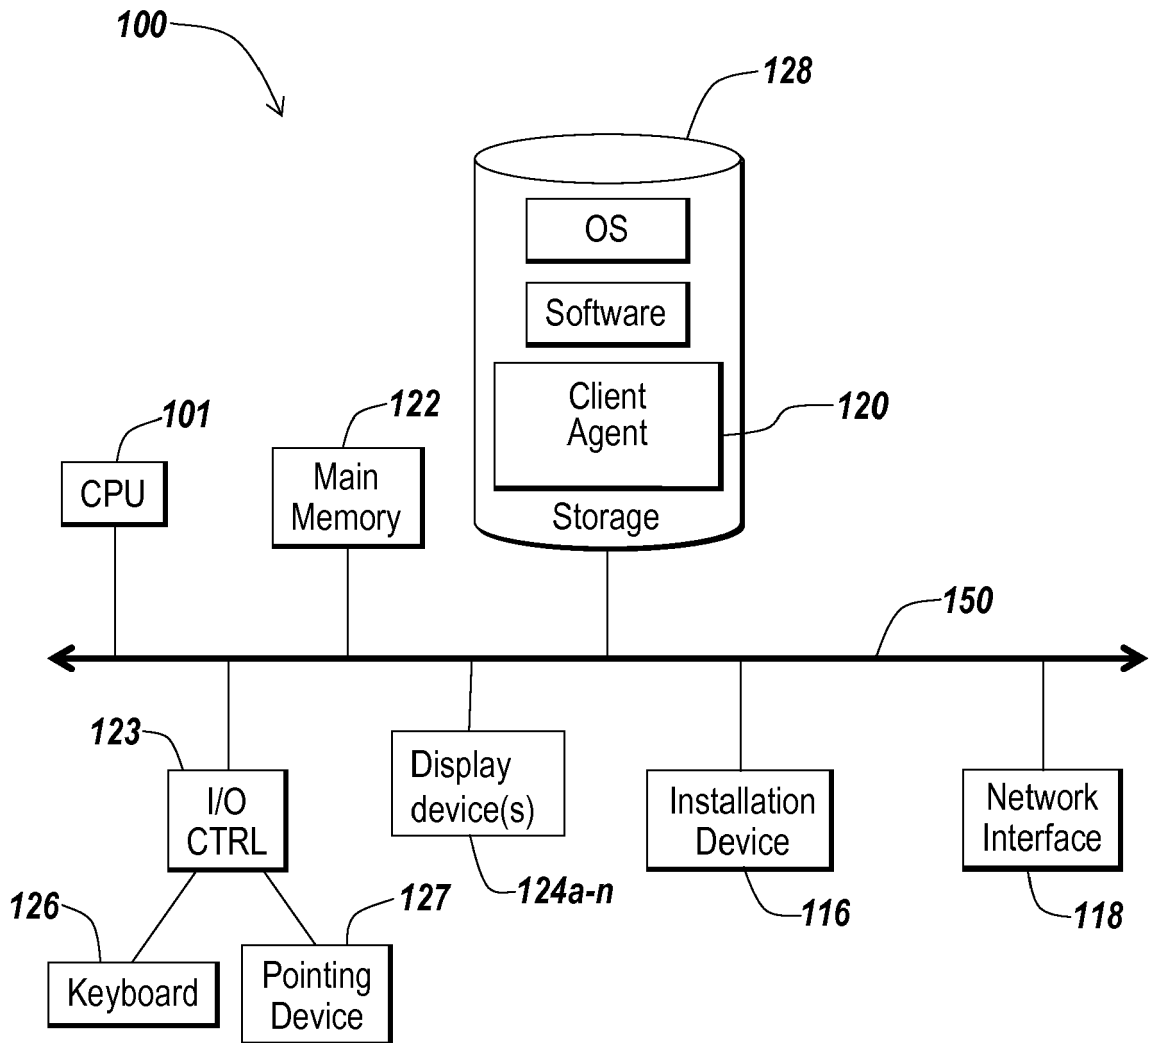 100
128
OS
Software
Client
Agent
120
Storage
101
CPU
122
Main
Memory
150
123
I/O
CTRL
Display
device(s)
124a-n
Installation
Device
116
Network
Interface
118
126
Keyboard
127
Pointing
Device